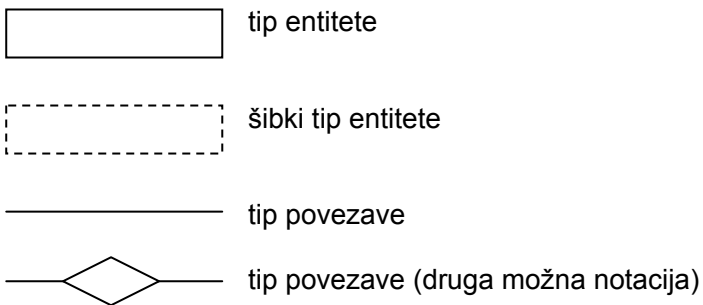 tip entitete
šibki tip entitete
tip povezave
tip povezave (druga možna notacija)